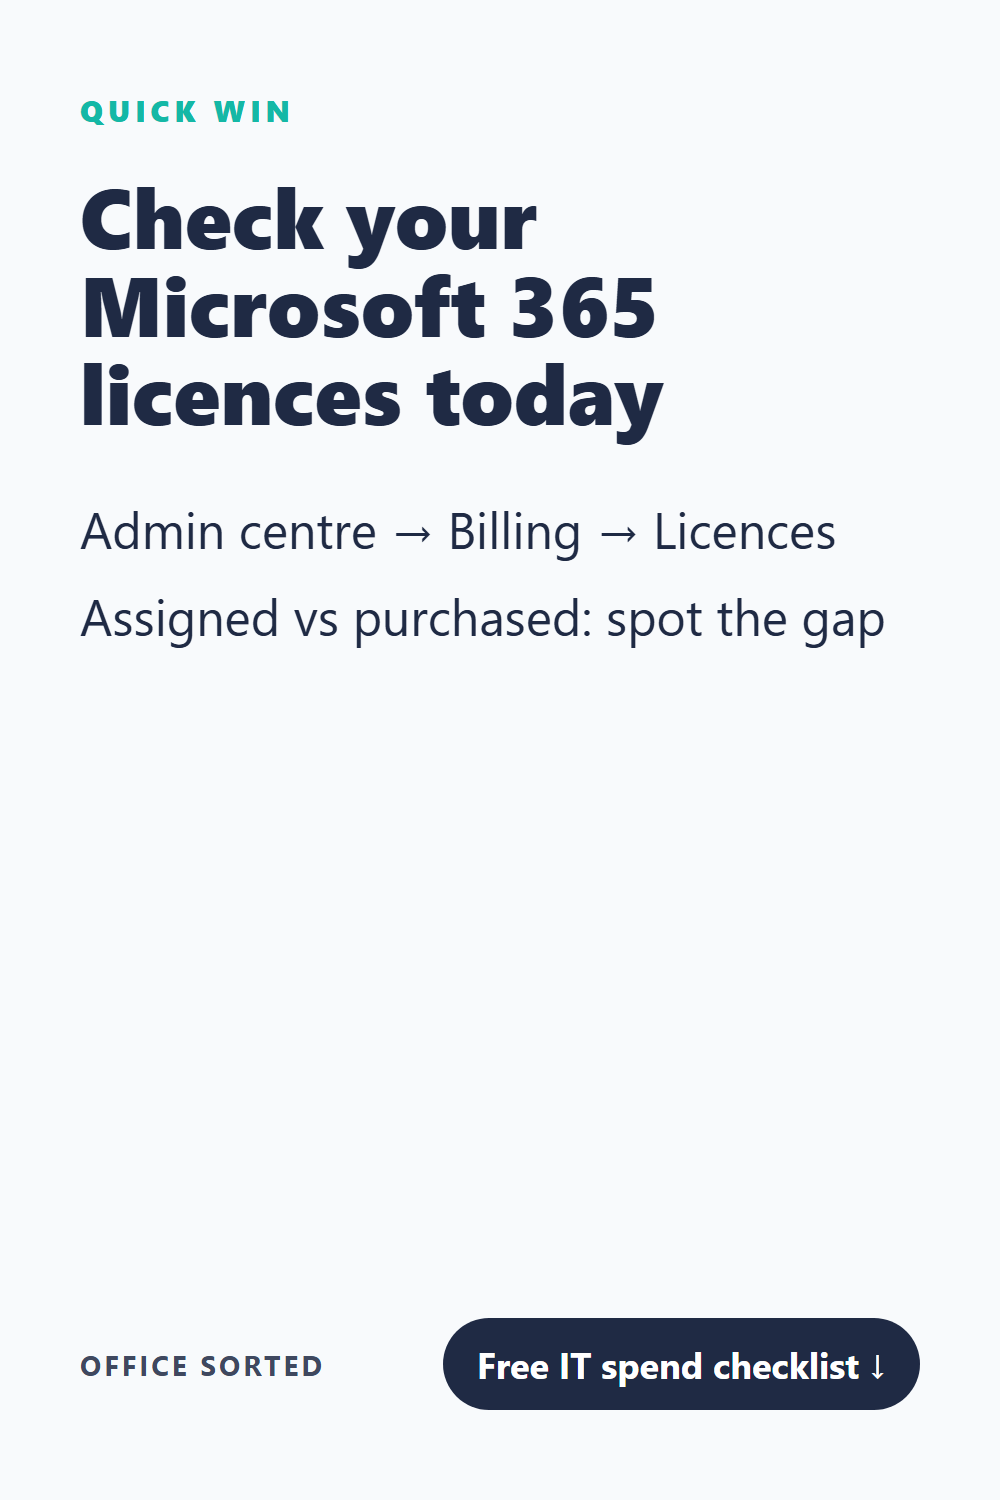 QUICK WIN
Check your
Microsoft 365
licences today
Admin centre → Billing → Licences
Assigned vs purchased: spot the gap
OFFICE SORTED
Free IT spend checklist ↓